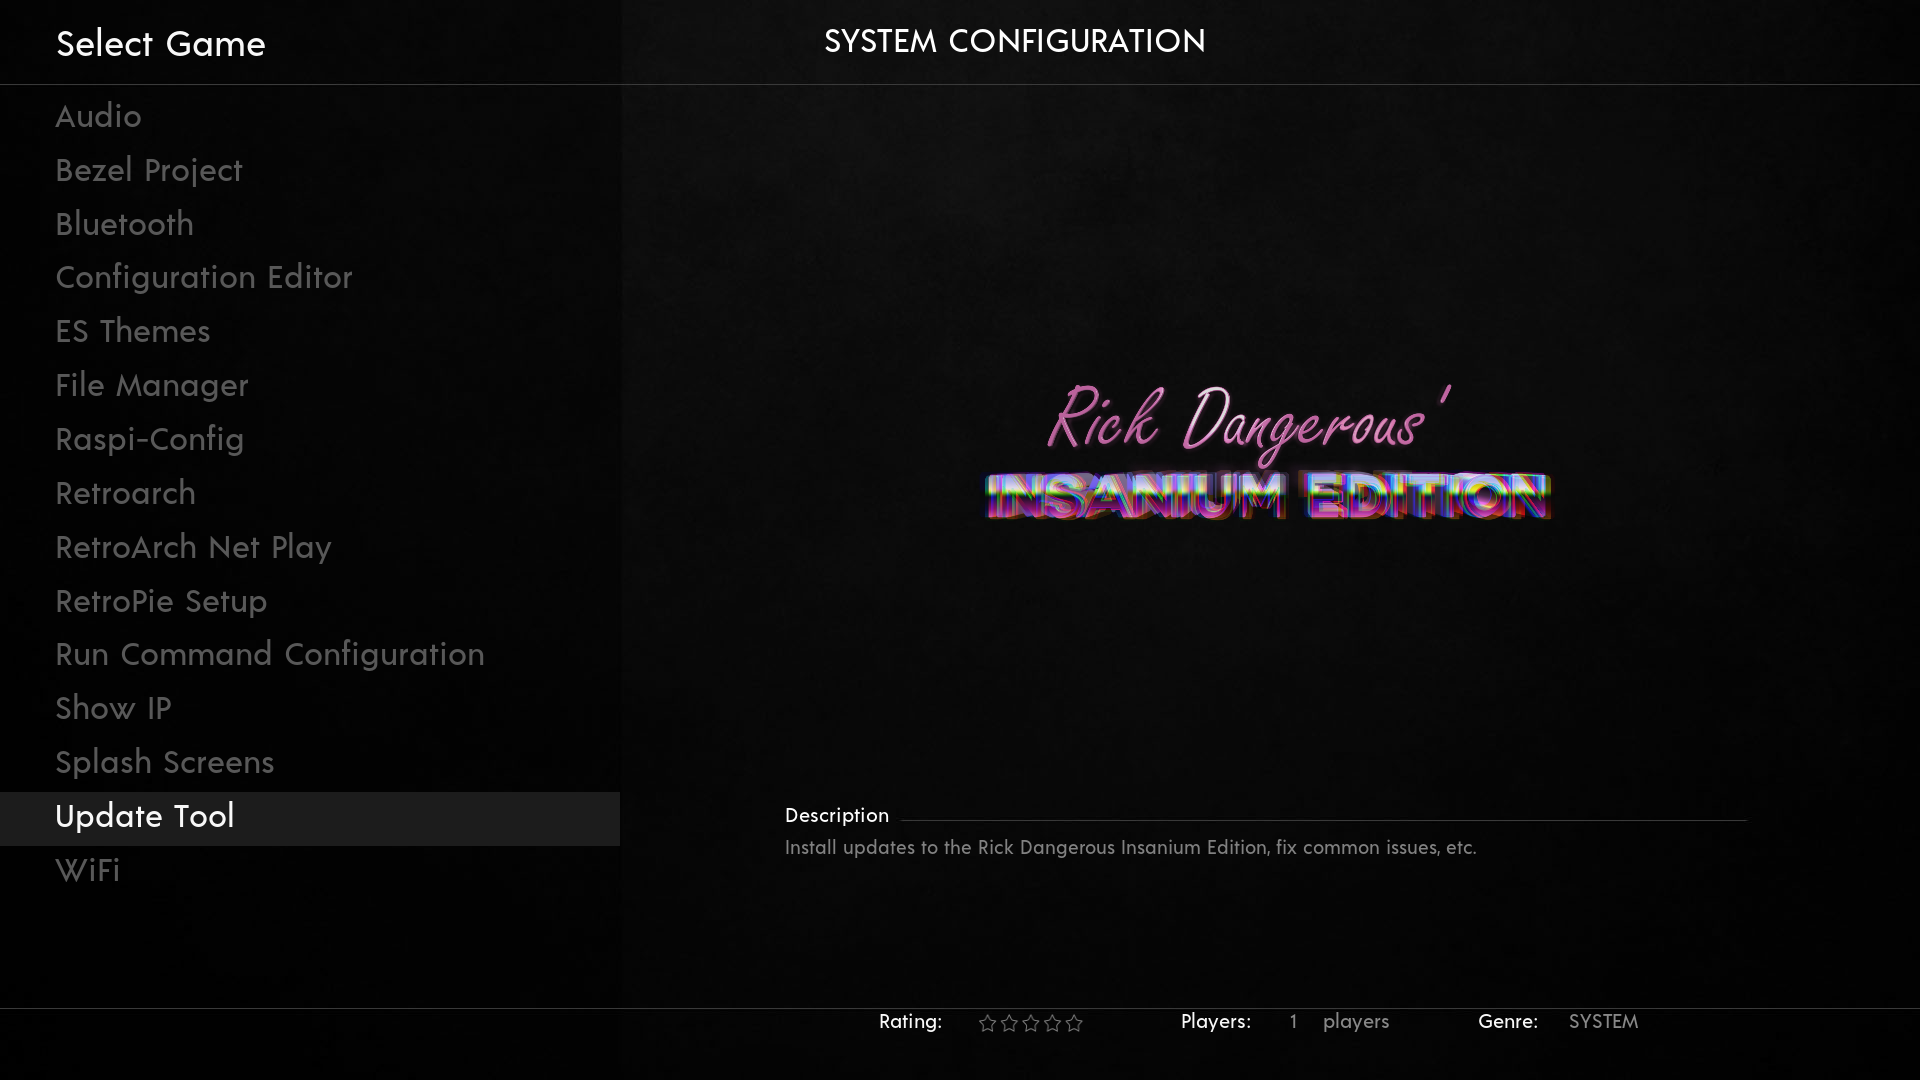 Select Game
SYSTEM CONFIGURATION
Audio
Bezel Project
Bluetooth
Configuration Editor
ES Themes
File Manager
Raspi-Config
Retroarch
RetroArch Net Play
RetroPie Setup
Run Command Configuration
Show IP
Splash Screens
Update Tool
WiFi
Rick Dangerous'
INSANIUM EDITION
Description
Install updates to the Rick Dangerous Insanium Edition, fix common issues, etc.
Rating: Players: 1 players Genre: SYSTEM